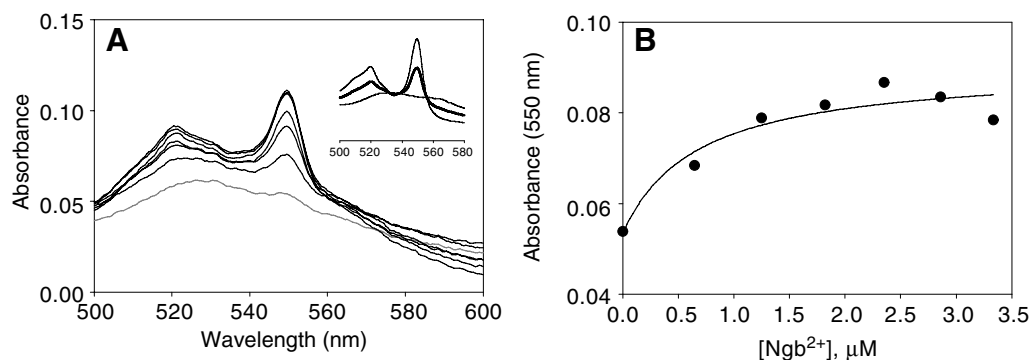 A
0.15
0.10
0.05
0.00
Absorbance
500 520 540 560 580 600
Wavelength (nm)
500 520 540 560 580
B
0.10
0.08
0.06
0.04
Absorbance (550 nm)
0.0 0.5 1.0 1.5 2.0 2.5 3.0 3.5
[Ngb²⁺], μM